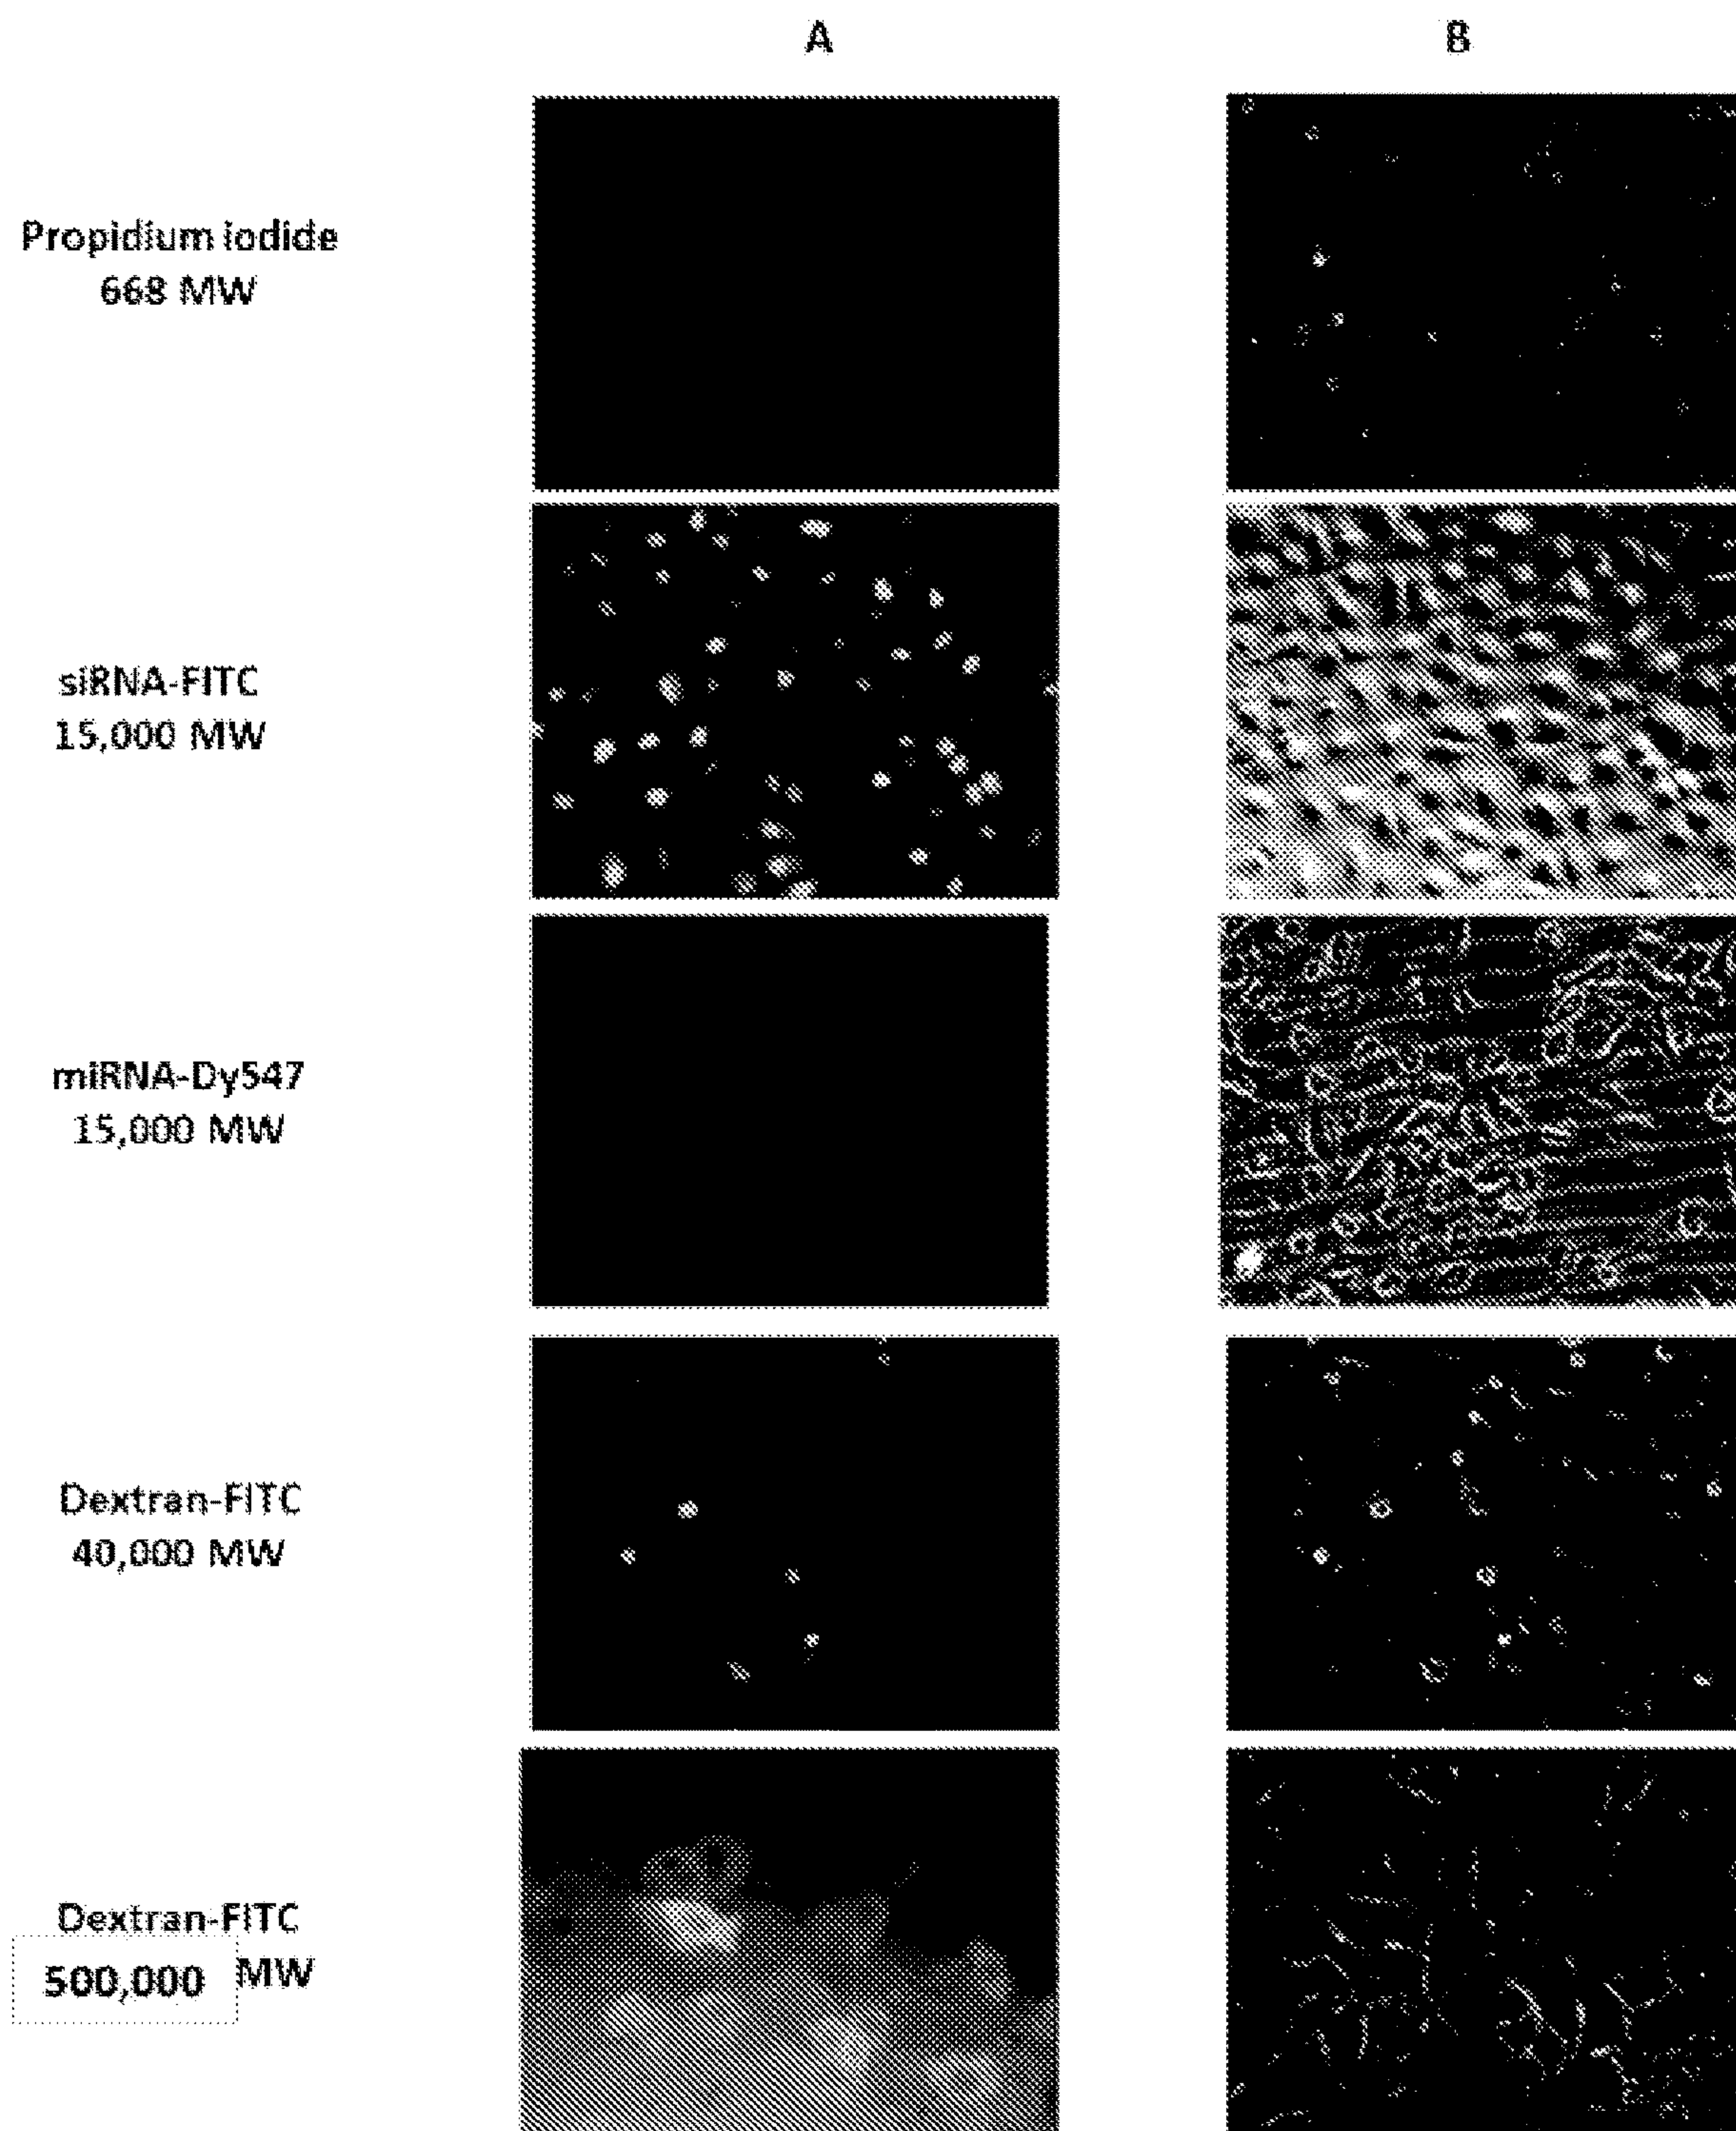 A
B
Propidium iodide
668 MW
siRNA-FITC
15,000 MW
miRNA-Dy547
15,000 MW
Dextran-FITC
40,000 MW
Dextran-FITC
500,000 MW